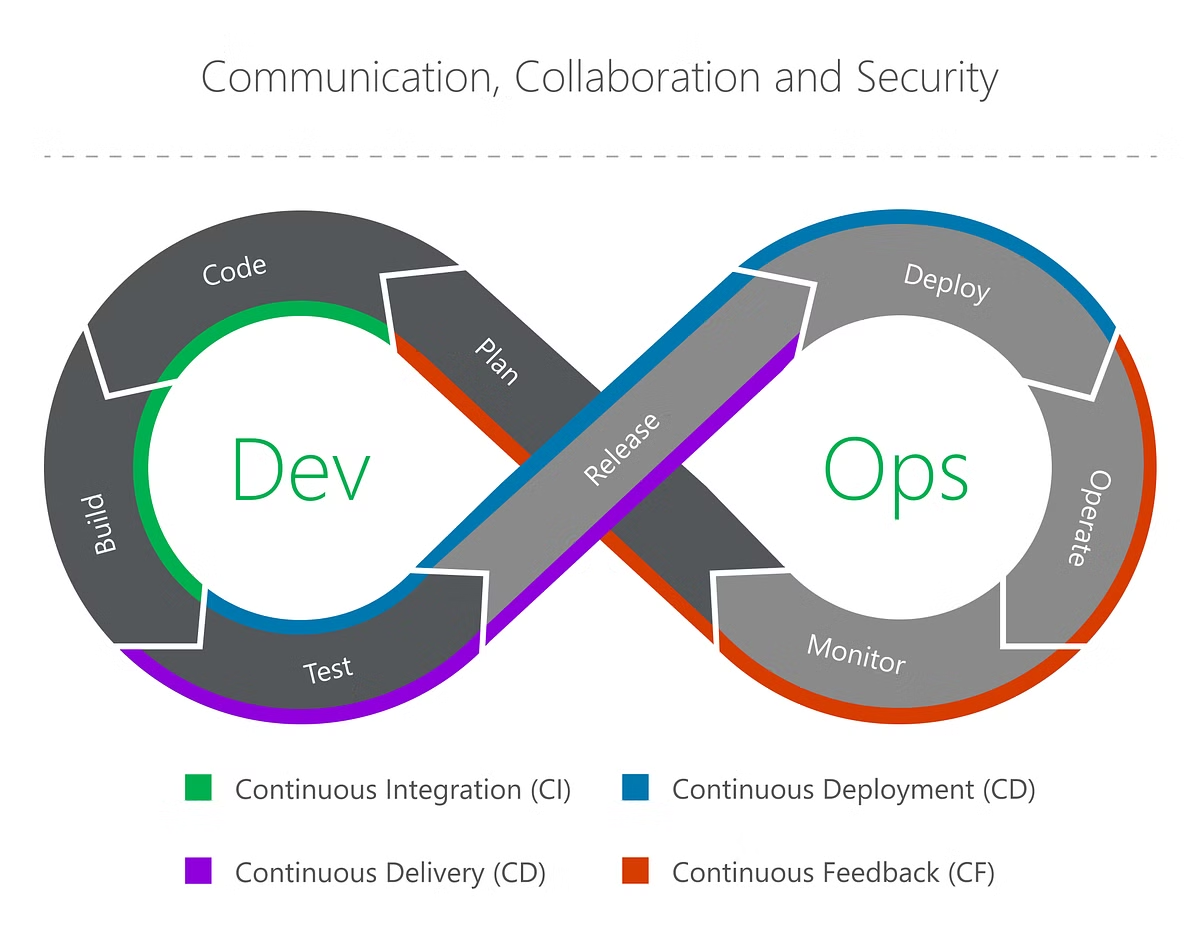 Communication, Collaboration and Security
Code
Plan
Deploy
Dev
Release
Ops
Build
Operate
Test
Monitor
Continuous Integration (CI)
Continuous Deployment (CD)
Continuous Delivery (CD)
Continuous Feedback (CF)